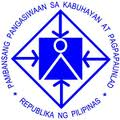 PAMBANSANG PANGASIWAAN SA KABUHAYAN AT PAGPAPAUNLAD
REPUBLIKA NG PILIPINAS